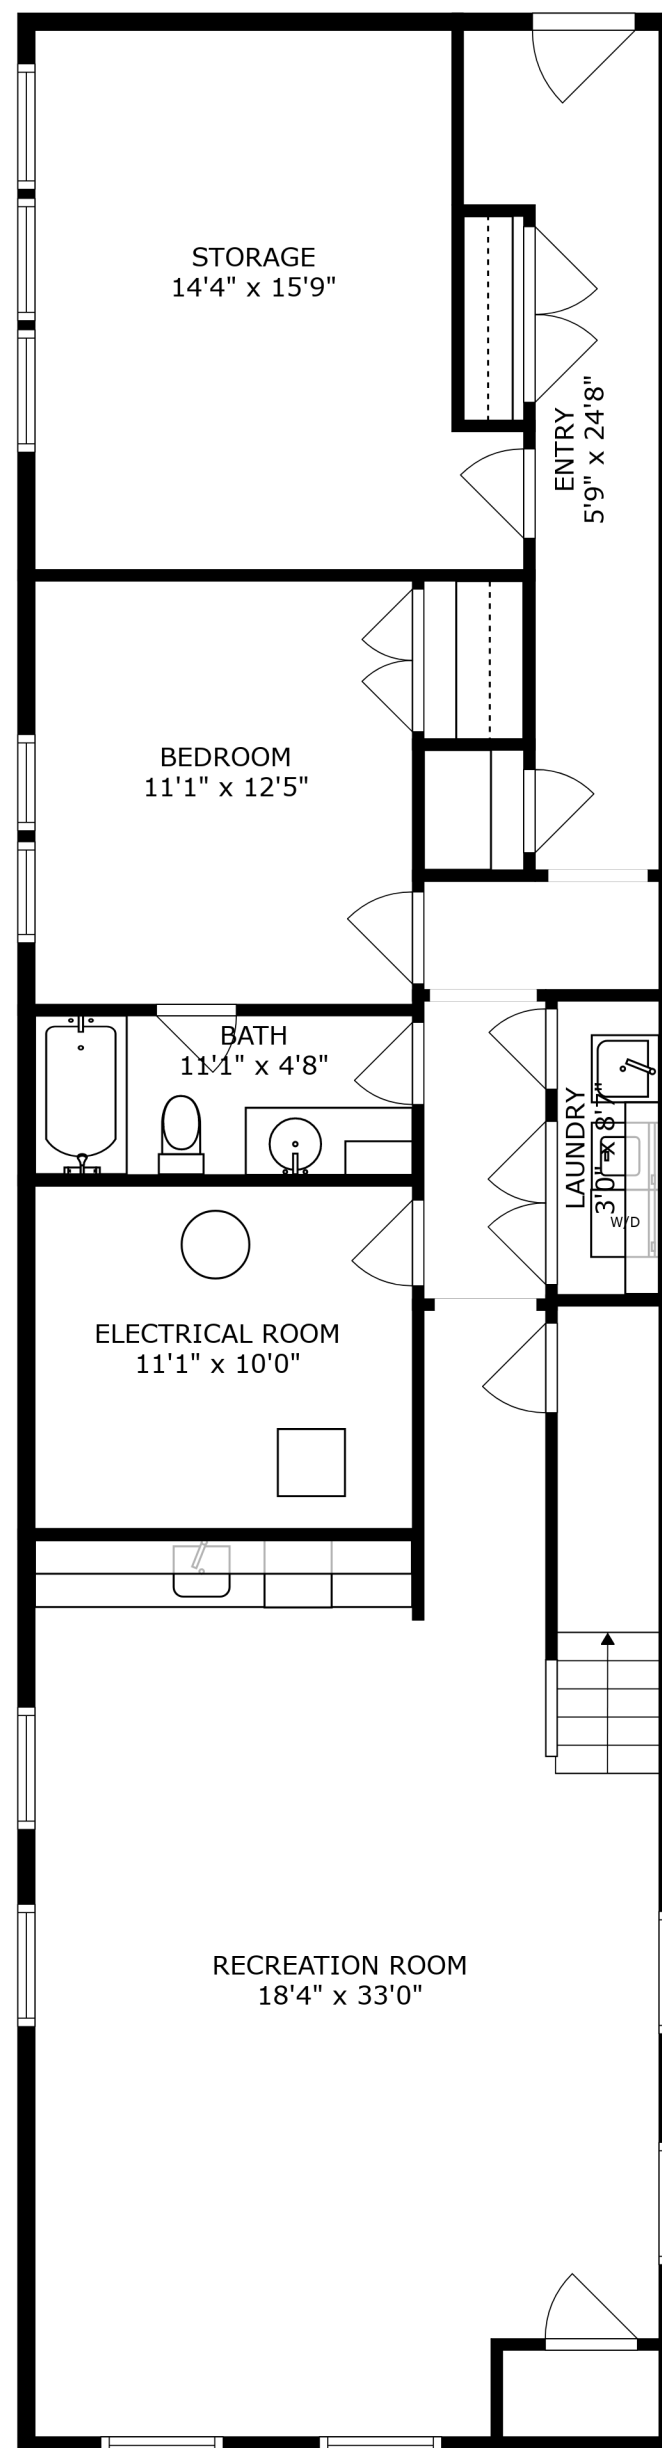 STORAGE
14'4" x 15'9"
ENTRY
5'9" x 24'8"
BEDROOM
11'1" x 12'5"
BATH
11'1" x 4'8"
LAUNDRY
3'0" x 8'7"
W/D
ELECTRICAL ROOM
11'1" x 10'0"
RECREATION ROOM
18'4" x 33'0"